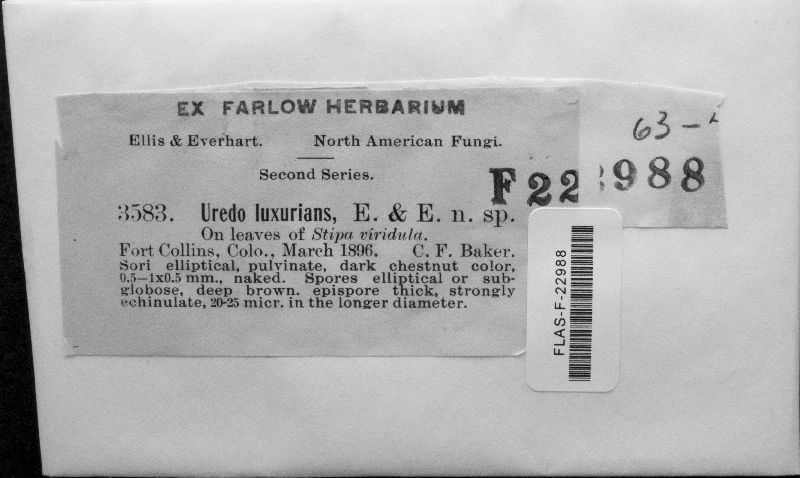 EX FARLOW HERBARIUM
Ellis & Everhart. North American Fungi.
Second Series.
63 –
F 22988
3583. Uredo luxurians, E. & E. n. sp.
On leaves of Stipa viridula.
Fort Collins, Colo., March 1896. C. F. Baker.
Sori elliptical, pulvinate, dark chestnut color,
0.5—1x0.5 mm., naked. Spores elliptical or sub-
globose, deep brown. epispore thick, strongly
echinulate, 20-25 micr. in the longer diameter.
FLAS-F-22988